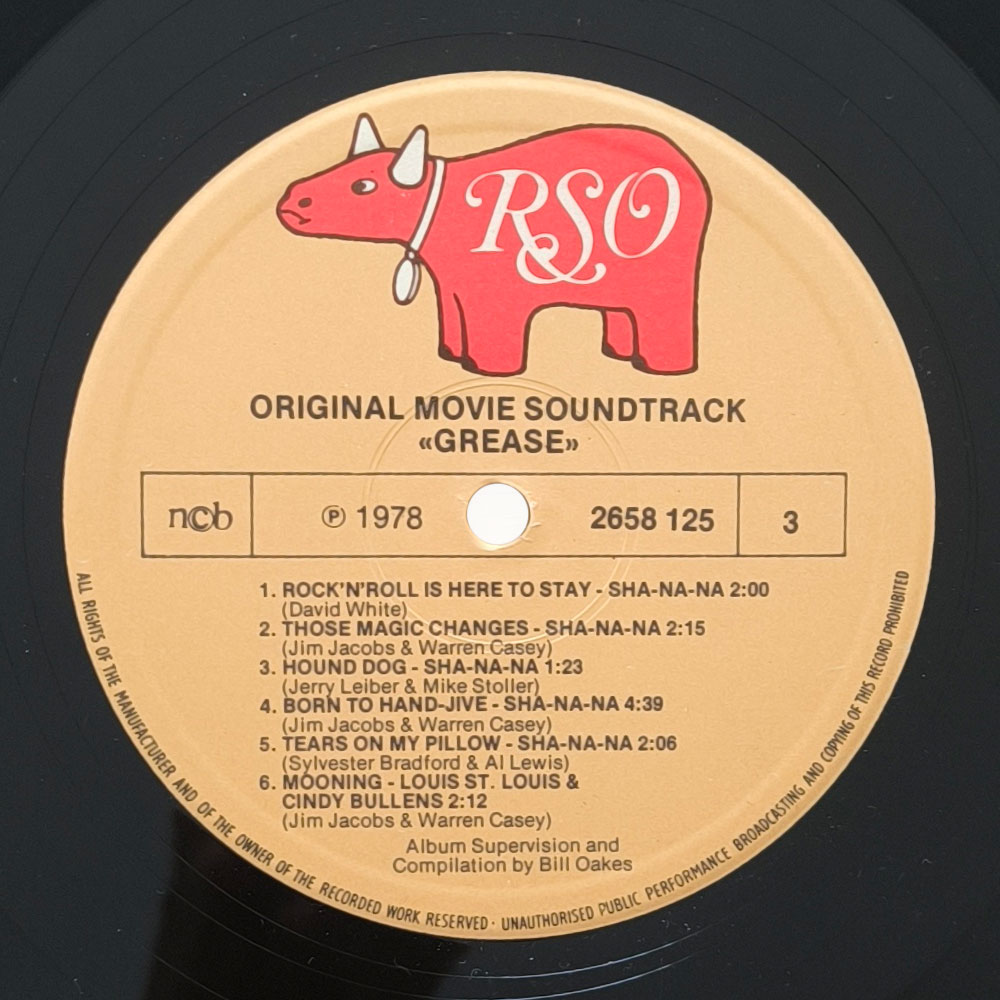 RSO
ORIGINAL MOVIE SOUNDTRACK
«GREASE»
ncb
℗ 1978
2658 125
3
1. ROCK'N'ROLL IS HERE TO STAY - SHA-NA-NA 2:00
(David White)
2. THOSE MAGIC CHANGES - SHA-NA-NA 2:15
(Jim Jacobs & Warren Casey)
3. HOUND DOG - SHA-NA-NA 1:23
(Jerry Leiber & Mike Stoller)
4. BORN TO HAND-JIVE - SHA-NA-NA 4:39
(Jim Jacobs & Warren Casey)
5. TEARS ON MY PILLOW - SHA-NA-NA 2:06
(Sylvester Bradford & Al Lewis)
6. MOONING - LOUIS ST. LOUIS &
CINDY BULLENS 2:12
(Jim Jacobs & Warren Casey)
Album Supervision and
Compilation by Bill Oakes
ALL RIGHTS OF THE MANUFACTURER AND OF THE OWNER OF THE RECORDED WORK RESERVED · UNAUTHORISED PUBLIC PERFORMANCE BROADCASTING AND COPYING OF THIS RECORD PROHIBITED